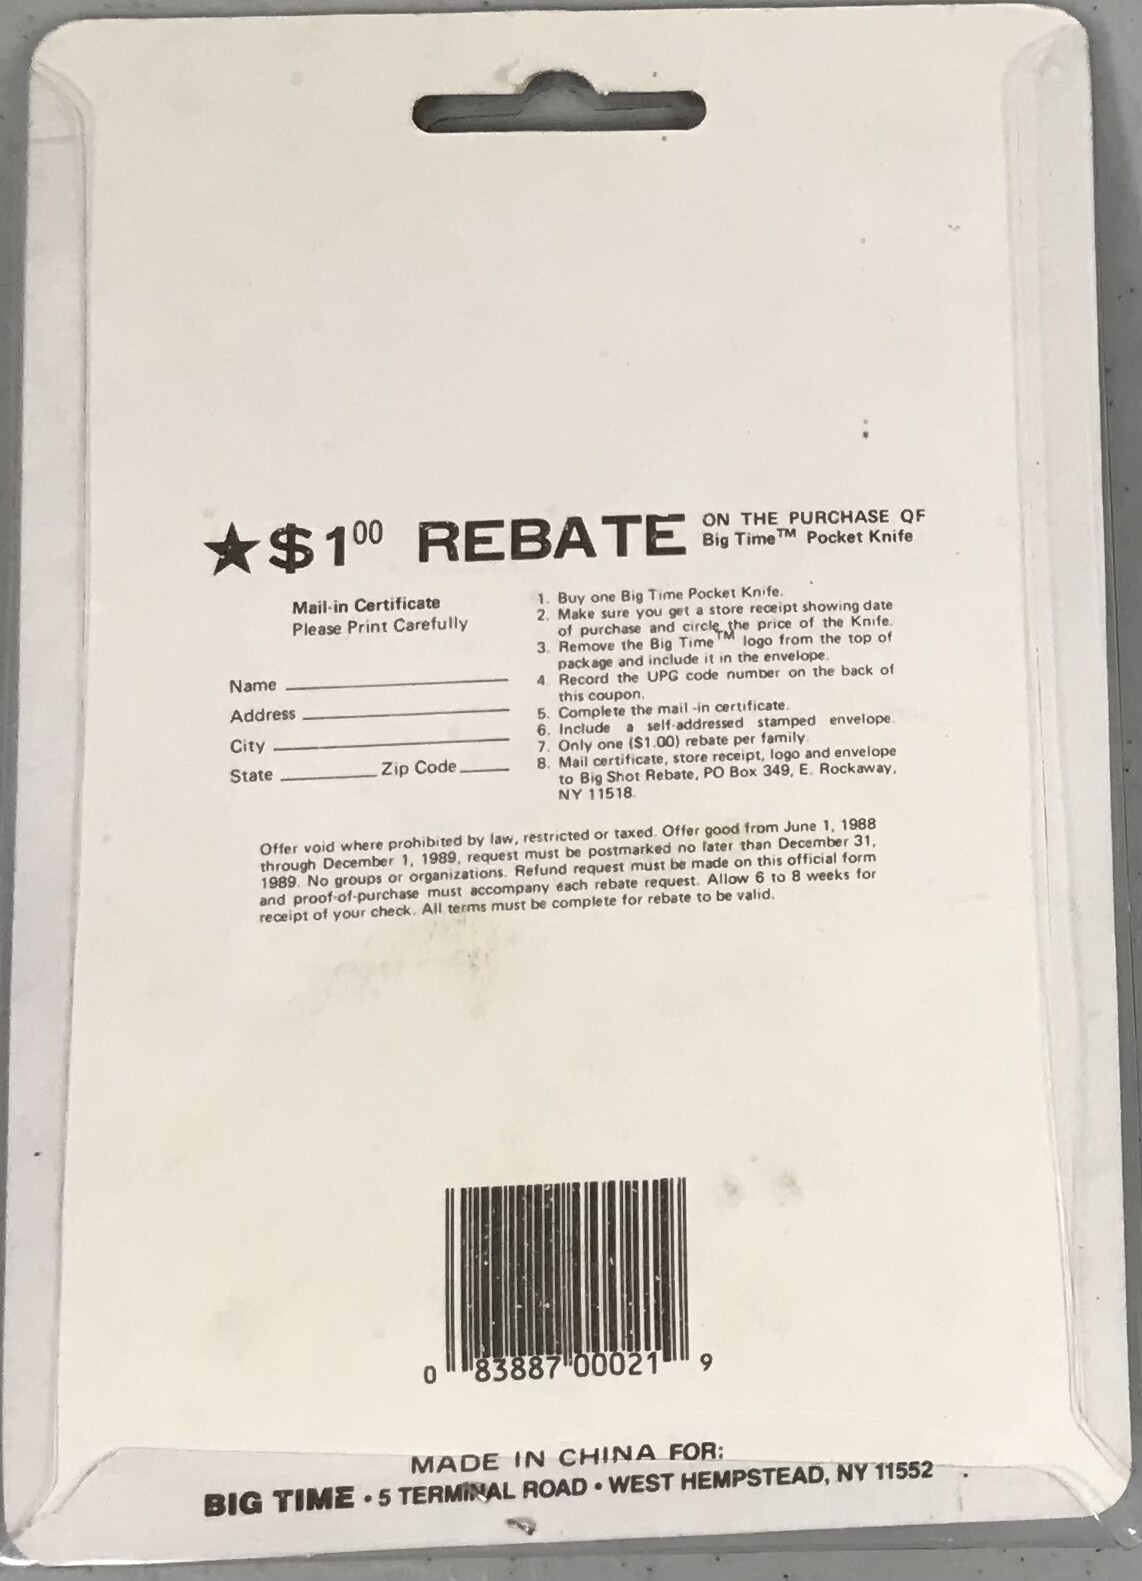 ★$1⁰⁰ REBATE ON THE PURCHASE OF
Big Time™ Pocket Knife
Mail-in Certificate
Please Print Carefully
Name
Address
City
State Zip Code
1. Buy one Big Time Pocket Knife.
2. Make sure you get a store receipt showing date
of purchase and circle the price of the Knife.
3. Remove the Big Time™ logo from the top of
package and include it in the envelope.
4. Record the UPG code number on the back of
this coupon.
5. Complete the mail-in certificate.
6. Include a self-addressed stamped envelope.
7. Only one ($1.00) rebate per family.
8. Mail certificate, store receipt, logo and envelope
to Big Shot Rebate, PO Box 349, E. Rockaway,
NY 11518.
Offer void where prohibited by law, restricted or taxed. Offer good from June 1, 1988
through December 1, 1989, request must be postmarked no later than December 31,
1989. No groups or organizations. Refund request must be made on this official form
and proof-of-purchase must accompany each rebate request. Allow 6 to 8 weeks for
receipt of your check. All terms must be complete for rebate to be valid.
0 83887 00021 9
MADE IN CHINA FOR:
BIG TIME • 5 TERMINAL ROAD • WEST HEMPSTEAD, NY 11552